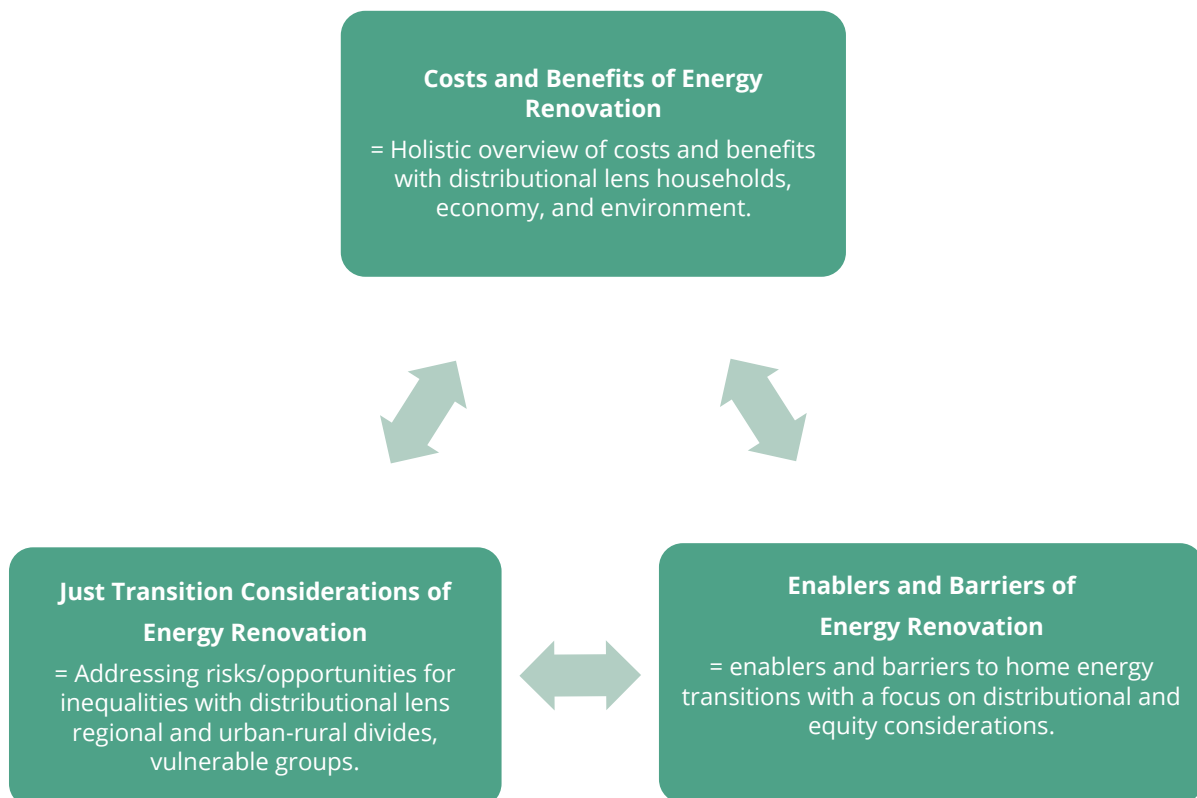 Costs and Benefits of Energy
Renovation
= Holistic overview of costs and benefits
with distributional lens households,
economy, and environment.
Just Transition Considerations of
Energy Renovation
= Addressing risks/opportunities for
inequalities with distributional lens
regional and urban-rural divides,
vulnerable groups.
Enablers and Barriers of
Energy Renovation
= enablers and barriers to home energy
transitions with a focus on distributional and
equity considerations.